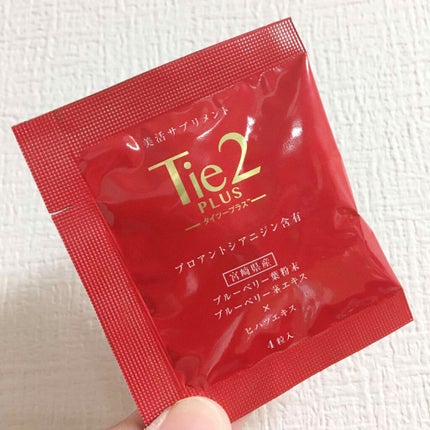 美活サプリメント
Tie2
PLUS
タイツープラス™
プロアントシアニジン含有
宮崎県産
ブルーベリー葉粉末
ブルーベリー茎エキス
×
ヒハツエキス
4粒入